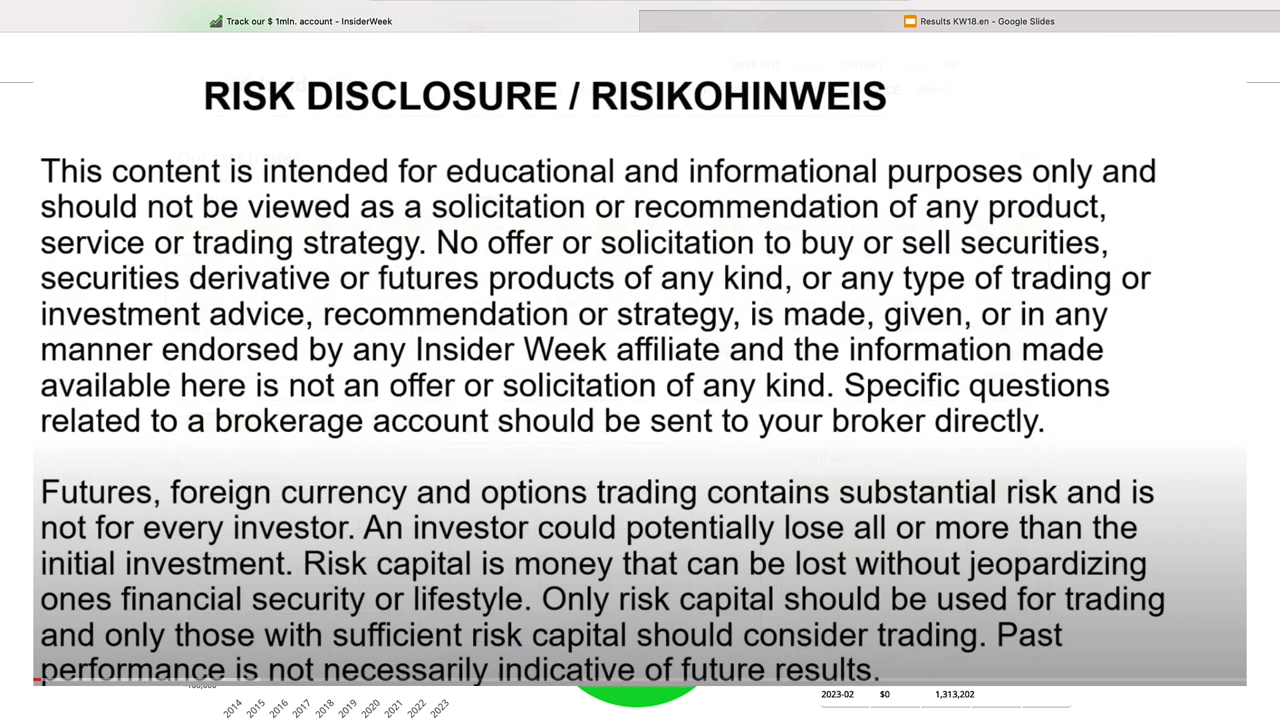 Track our $ 1mln. account - InsiderWeek
Results KW18.en - Google Slides
RISK DISCLOSURE / RISIKOHINWEIS
This content is intended for educational and informational purposes only and
should not be viewed as a solicitation or recommendation of any product,
service or trading strategy. No offer or solicitation to buy or sell securities,
securities derivative or futures products of any kind, or any type of trading or
investment advice, recommendation or strategy, is made, given, or in any
manner endorsed by any Insider Week affiliate and the information made
available here is not an offer or solicitation of any kind. Specific questions
related to a brokerage account should be sent to your broker directly.
Futures, foreign currency and options trading contains substantial risk and is
not for every investor. An investor could potentially lose all or more than the
initial investment. Risk capital is money that can be lost without jeopardizing
ones financial security or lifestyle. Only risk capital should be used for trading
and only those with sufficient risk capital should consider trading. Past
performance is not necessarily indicative of future results.
2023-02 $0 1,313,202
2014 2015 2016 2017 2018 2019 2020 2021 2022 2023